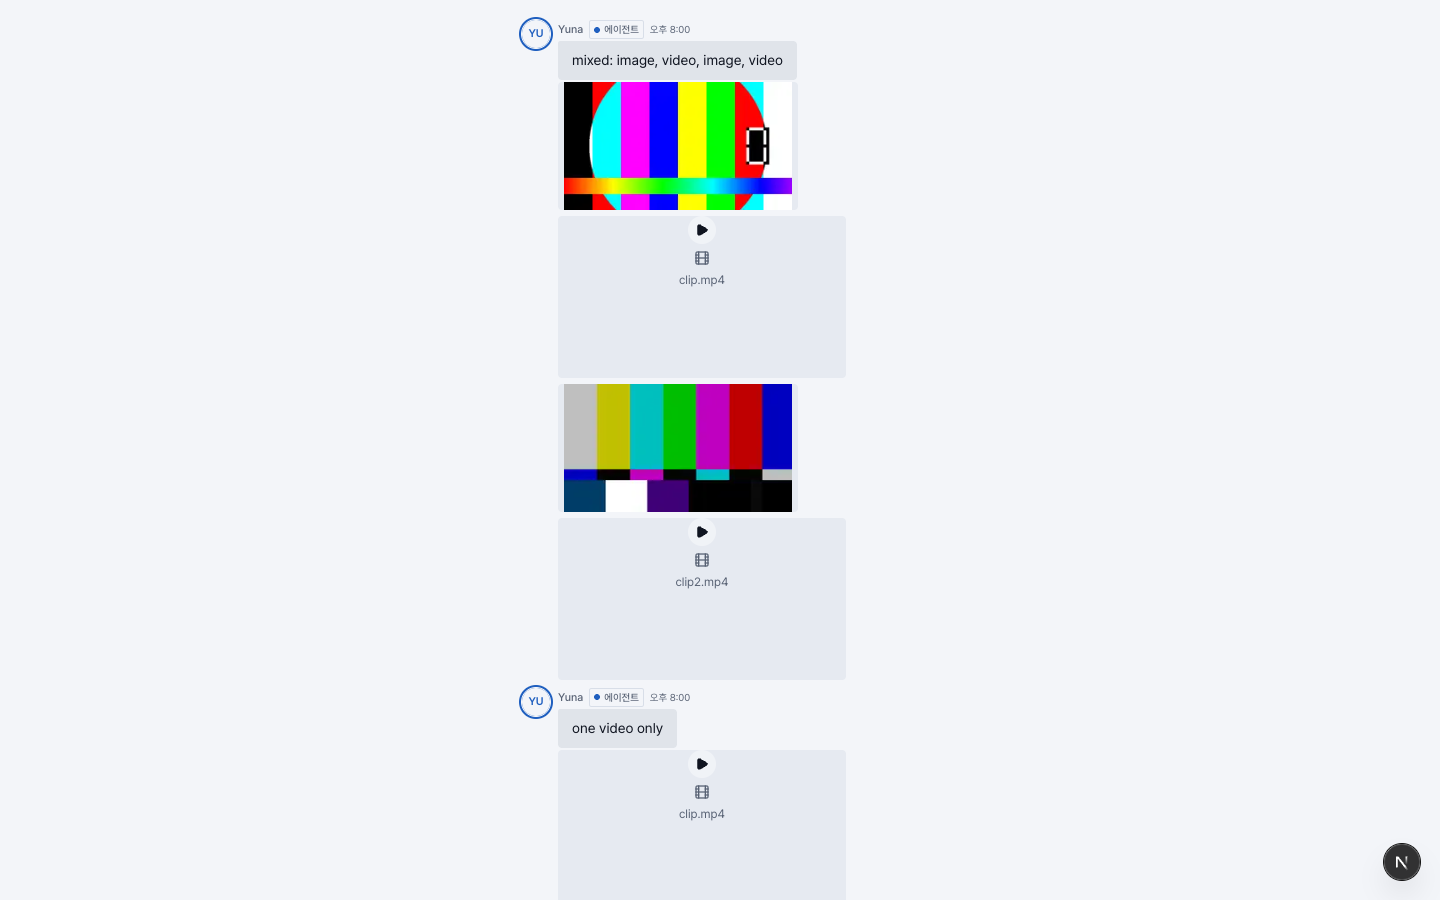 YU
Yuna 에이전트 오후 8:00
mixed: image, video, image, video
clip.mp4
clip2.mp4
YU
Yuna 에이전트 오후 8:00
one video only
clip.mp4
N